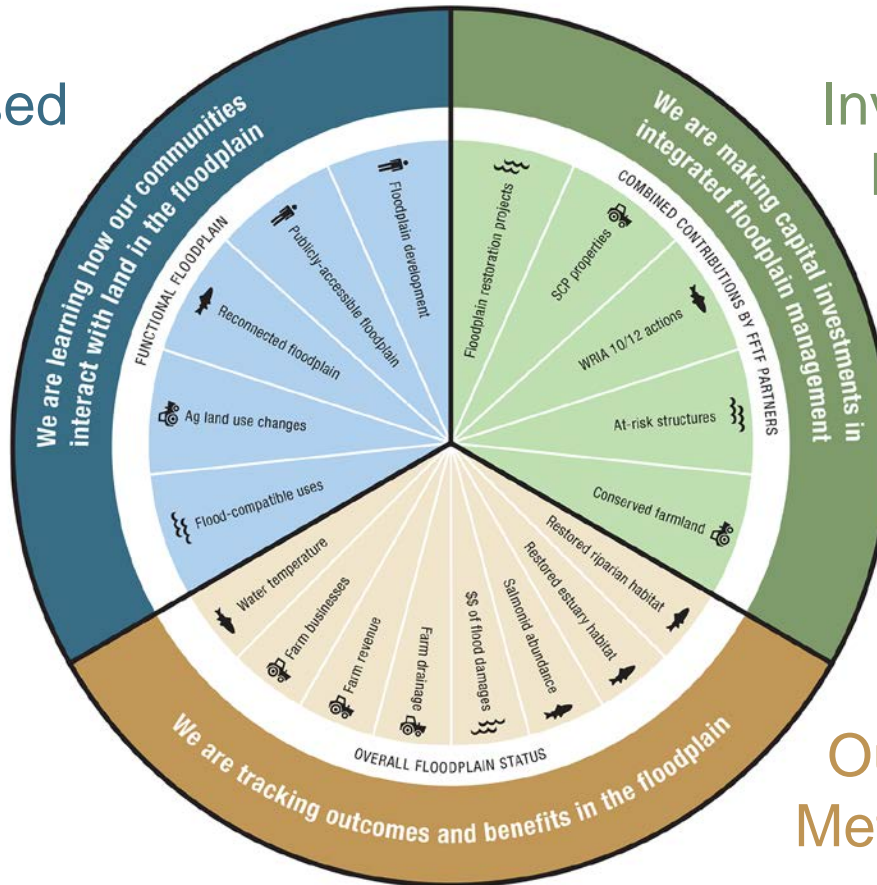 We are learning how our communities
interact with land in the floodplain
FUNCTIONAL FLOODPLAIN
Floodplain development
Publicly-accessible floodplain
Reconnected floodplain
Ag land use changes
Flood-compatible uses
We are making capital investments in
integrated floodplain management
COMBINED CONTRIBUTIONS BY FFTF PARTNERS
Floodplain restoration projects
SCP properties
WRIA 10/12 actions
At-risk structures
Conserved farmland
Restored riparian habitat
Restored estuary habitat
Salmonid abundance
$$ of flood damages
Farm drainage
Farm revenue
Farm businesses
Water temperature
OVERALL FLOODPLAIN STATUS
We are tracking outcomes and benefits in the floodplain